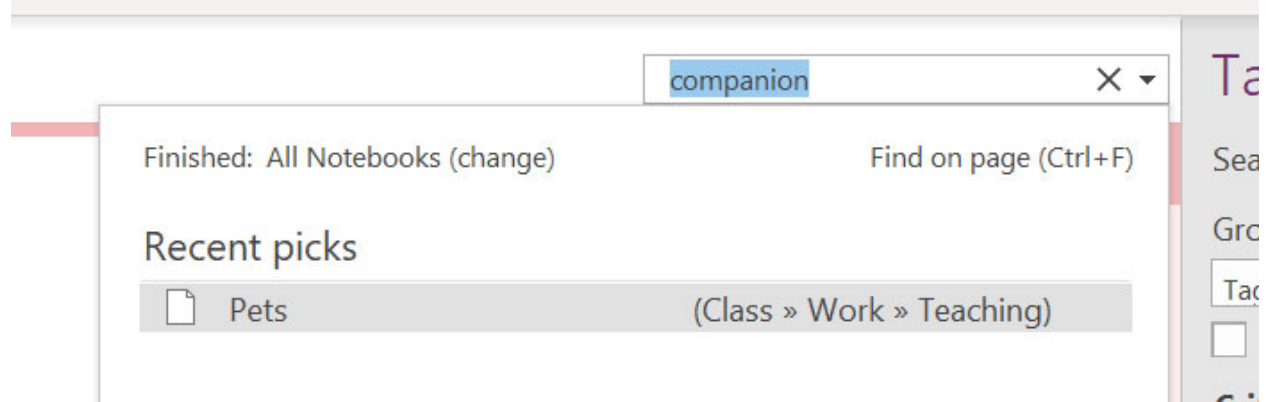 companion
Finished: All Notebooks (change)
Find on page (Ctrl+F)
Recent picks
Pets
(Class » Work » Teaching)